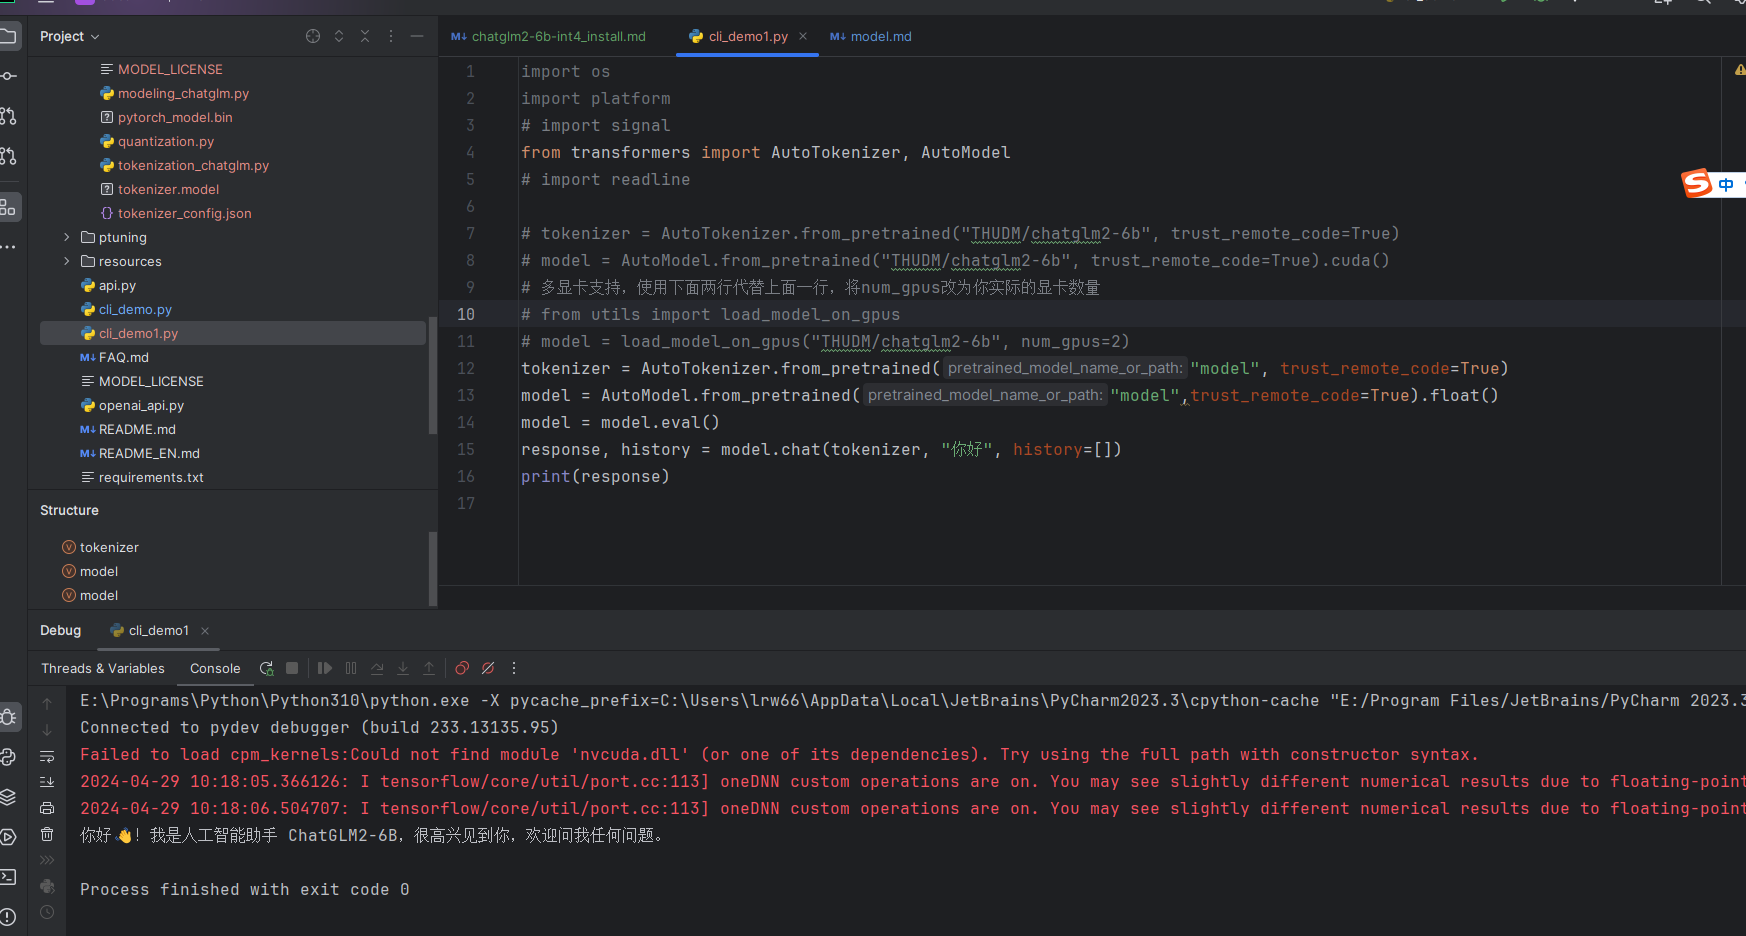 Project
MODEL_LICENSE
modeling_chatglm.py
pytorch_model.bin
quantization.py
tokenization_chatglm.py
tokenizer.model
tokenizer_config.json
ptuning
resources
api.py
cli_demo.py
cli_demo1.py
FAQ.md
MODEL_LICENSE
openai_api.py
README.md
README_EN.md
requirements.txt
Structure
tokenizer
model
model
chatglm2-6b-int4_install.md
cli_demo1.py
model.md
1 import os
2 import platform
3 # import signal
4 from transformers import AutoTokenizer, AutoModel
5 # import readline
6
7 # tokenizer = AutoTokenizer.from_pretrained("THUDM/chatglm2-6b", trust_remote_code=True)
8 # model = AutoModel.from_pretrained("THUDM/chatglm2-6b", trust_remote_code=True).cuda()
9 # 多显卡支持，使用下面两行代替上面一行，将num_gpus改为你实际的显卡数量
10 # from utils import load_model_on_gpus
11 # model = load_model_on_gpus("THUDM/chatglm2-6b", num_gpus=2)
12 tokenizer = AutoTokenizer.from_pretrained( pretrained_model_name_or_path: "model", trust_remote_code=True)
13 model = AutoModel.from_pretrained( pretrained_model_name_or_path: "model",trust_remote_code=True).float()
14 model = model.eval()
15 response, history = model.chat(tokenizer, "你好", history=[])
16 print(response)
17
中
Debug
cli_demo1
Threads & Variables
Console
E:\Programs\Python\Python310\python.exe -X pycache_prefix=C:\Users\lrw66\AppData\Local\JetBrains\PyCharm2023.3\cpython-cache "E:/Program Files/JetBrains/PyCharm 2023.3
Connected to pydev debugger (build 233.13135.95)
Failed to load cpm_kernels:Could not find module 'nvcuda.dll' (or one of its dependencies). Try using the full path with constructor syntax.
2024-04-29 10:18:05.366126: I tensorflow/core/util/port.cc:113] oneDNN custom operations are on. You may see slightly different numerical results due to floating-point
2024-04-29 10:18:06.504707: I tensorflow/core/util/port.cc:113] oneDNN custom operations are on. You may see slightly different numerical results due to floating-point
你好👋！我是人工智能助手 ChatGLM2-6B，很高兴见到你，欢迎问我任何问题。
Process finished with exit code 0